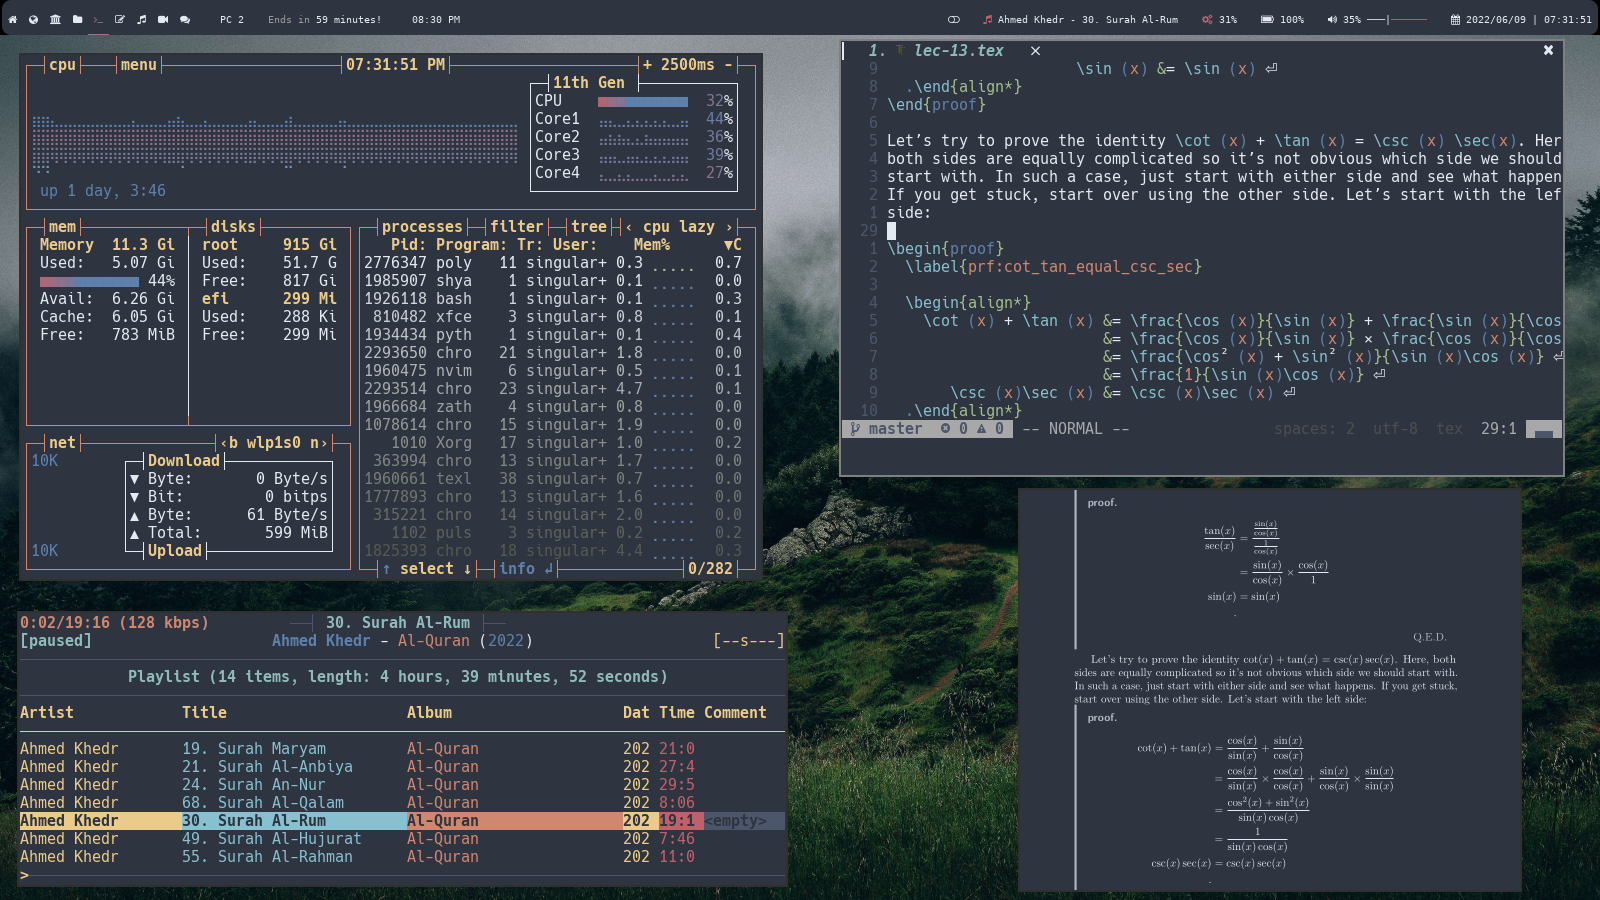 PC 2 Ends in 59 minutes! 08:30 PM
Ahmed Khedr - 30. Surah Al-Rum 31% 100% 35% 2022/06/09 | 07:31:51
cpu menu 07:31:51 PM + 2500ms -
11th Gen
CPU 32%
Core1 44%
Core2 36%
Core3 39%
Core4 27%
up 1 day, 3:46
mem disks
Memory 11.3 Gi root 915 Gi
Used: 5.07 Gi Used: 51.7 G
44% Free: 817 Gi
Avail: 6.26 Gi efi 299 Mi
Cache: 6.05 Gi Used: 288 Ki
Free: 783 MiB Free: 299 Mi
net ‹b wlp1s0 n›
10K Download
▼ Byte: 0 Byte/s
▼ Bit: 0 bitps
▲ Byte: 61 Byte/s
▲ Total: 599 MiB
10K Upload
processes filter tree ‹ cpu lazy ›
Pid: Program: Tr: User: Mem% ▼C
2776347 poly 11 singular+ 0.3 ..... 0.7
1985907 shya 1 singular+ 0.1 ..... 0.0
1926118 bash 1 singular+ 0.1 ..... 0.3
810482 xfce 3 singular+ 0.8 ..... 0.1
1934434 pyth 1 singular+ 0.1 ..... 0.4
2293650 chro 21 singular+ 1.8 ..... 0.0
1960475 nvim 6 singular+ 0.5 ..... 0.1
2293514 chro 23 singular+ 4.7 ..... 0.1
1966684 zath 4 singular+ 0.8 ..... 0.0
1078614 chro 15 singular+ 1.9 ..... 0.0
1010 Xorg 17 singular+ 1.0 ..... 0.2
363994 chro 13 singular+ 1.7 ..... 0.0
1960661 texl 38 singular+ 0.7 ..... 0.0
1777893 chro 13 singular+ 1.6 ..... 0.0
315221 chro 14 singular+ 2.0 ..... 0.0
1102 puls 3 singular+ 0.2 ..... 0.2
1825393 chro 18 singular+ 4.4 ..... 0.3
↑ select ↓ info ↲ 0/282
0:02/19:16 (128 kbps) 30. Surah Al-Rum
[paused] Ahmed Khedr - Al-Quran (2022) [--s---]
Playlist (14 items, length: 4 hours, 39 minutes, 52 seconds)
Artist Title Album Dat Time Comment
Ahmed Khedr 19. Surah Maryam Al-Quran 202 21:0
Ahmed Khedr 21. Surah Al-Anbiya Al-Quran 202 27:4
Ahmed Khedr 24. Surah An-Nur Al-Quran 202 29:5
Ahmed Khedr 68. Surah Al-Qalam Al-Quran 202 8:06
Ahmed Khedr 30. Surah Al-Rum Al-Quran 202 19:1 <empty>
Ahmed Khedr 49. Surah Al-Hujurat Al-Quran 202 7:46
Ahmed Khedr 55. Surah Al-Rahman Al-Quran 202 11:0
>
1. lec-13.tex ×
9 \sin (x) &= \sin (x) ⏎
8 .\end{align*}
7 \end{proof}
6
5 Let’s try to prove the identity \cot (x) + \tan (x) = \csc (x) \sec(x). Her
4 both sides are equally complicated so it’s not obvious which side we should
3 start with. In such a case, just start with either side and see what happen
2 If you get stuck, start over using the other side. Let’s start with the lef
1 side:
29
1 \begin{proof}
2 \label{prf:cot_tan_equal_csc_sec}
3
4 \begin{align*}
5 \cot (x) + \tan (x) &= \frac{\cos (x)}{\sin (x)} + \frac{\sin (x)}{\cos
6 &= \frac{\cos (x)}{\sin (x)} × \frac{\cos (x)}{\cos
7 &= \frac{\cos² (x) + \sin² (x)}{\sin (x)\cos (x)} ⏎
8 &= \frac{1}{\sin (x)\cos (x)} ⏎
9 \csc (x)\sec (x) &= \csc (x)\sec (x) ⏎
10 .\end{align*}
master 0 0 -- NORMAL -- spaces: 2 utf-8 tex 29:1
proof.
tan(x)/sec(x) = (sin(x)/cos(x))/(1/cos(x))
= sin(x)/cos(x) × cos(x)/1
sin(x) = sin(x)
.
Q.E.D.
Let’s try to prove the identity cot(x) + tan(x) = csc(x) sec(x). Here, both
sides are equally complicated so it’s not obvious which side we should start with.
In such a case, just start with either side and see what happens. If you get stuck,
start over using the other side. Let’s start with the left side:
proof.
cot(x) + tan(x) = cos(x)/sin(x) + sin(x)/cos(x)
= cos(x)/sin(x) × cos(x)/cos(x) + sin(x)/cos(x) × sin(x)/sin(x)
= (cos²(x) + sin²(x))/(sin(x) cos(x))
= 1/(sin(x) cos(x))
csc(x) sec(x) = csc(x) sec(x)
.